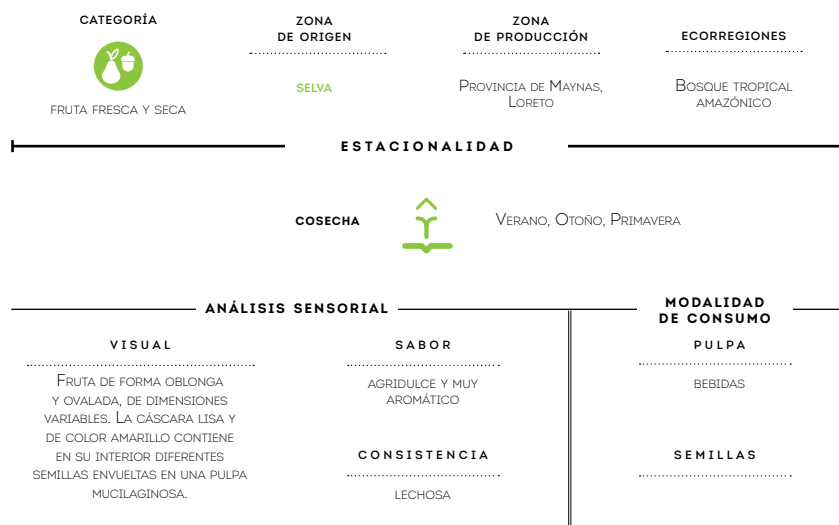 CATEGORÍA
FRUTA FRESCA Y SECA
ZONA
DE ORIGEN
SELVA
ZONA
DE PRODUCCIÓN
PROVINCIA DE MAYNAS,
LORETO
ECORREGIONES
BOSQUE TROPICAL
AMAZÓNICO
ESTACIONALIDAD
COSECHA
VERANO, OTOÑO, PRIMAVERA
ANÁLISIS SENSORIAL
VISUAL
FRUTA DE FORMA OBLONGA
Y OVALADA, DE DIMENSIONES
VARIABLES. LA CÁSCARA LISA Y
DE COLOR AMARILLO CONTIENE
EN SU INTERIOR DIFERENTES
SEMILLAS ENVUELTAS EN UNA PULPA
MUCILAGINOSA.
SABOR
AGRIDULCE Y MUY
AROMÁTICO
CONSISTENCIA
LECHOSA
MODALIDAD
DE CONSUMO
PULPA
BEBIDAS
SEMILLAS